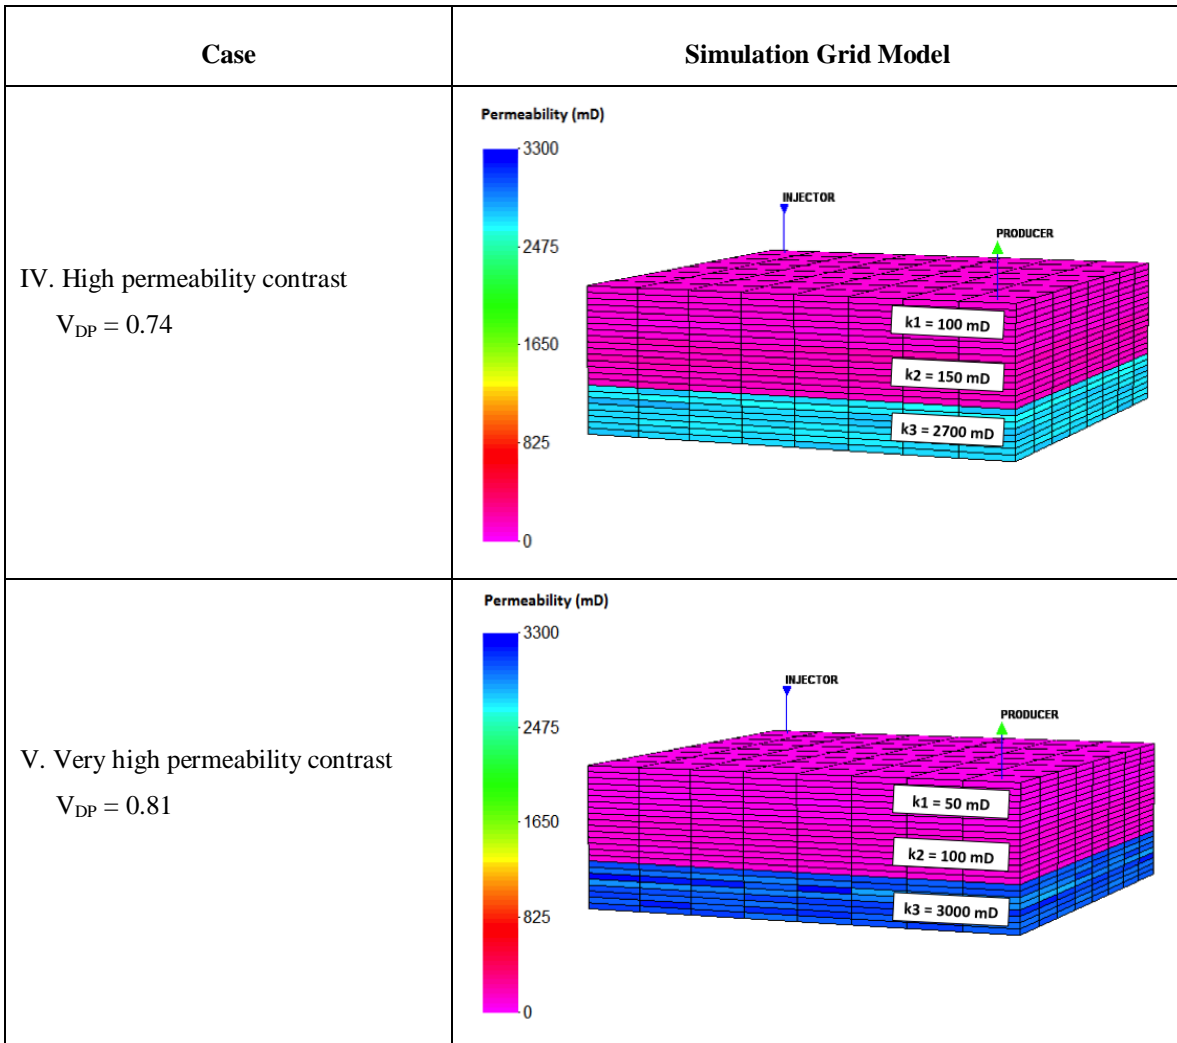 Case
Simulation Grid Model
IV. High permeability contrast
V_DP = 0.74
Permeability (mD)
3300
2475
1650
825
0
INJECTOR
PRODUCER
k1 = 100 mD
k2 = 150 mD
k3 = 2700 mD
V. Very high permeability contrast
V_DP = 0.81
Permeability (mD)
3300
2475
1650
825
0
INJECTOR
PRODUCER
k1 = 50 mD
k2 = 100 mD
k3 = 3000 mD